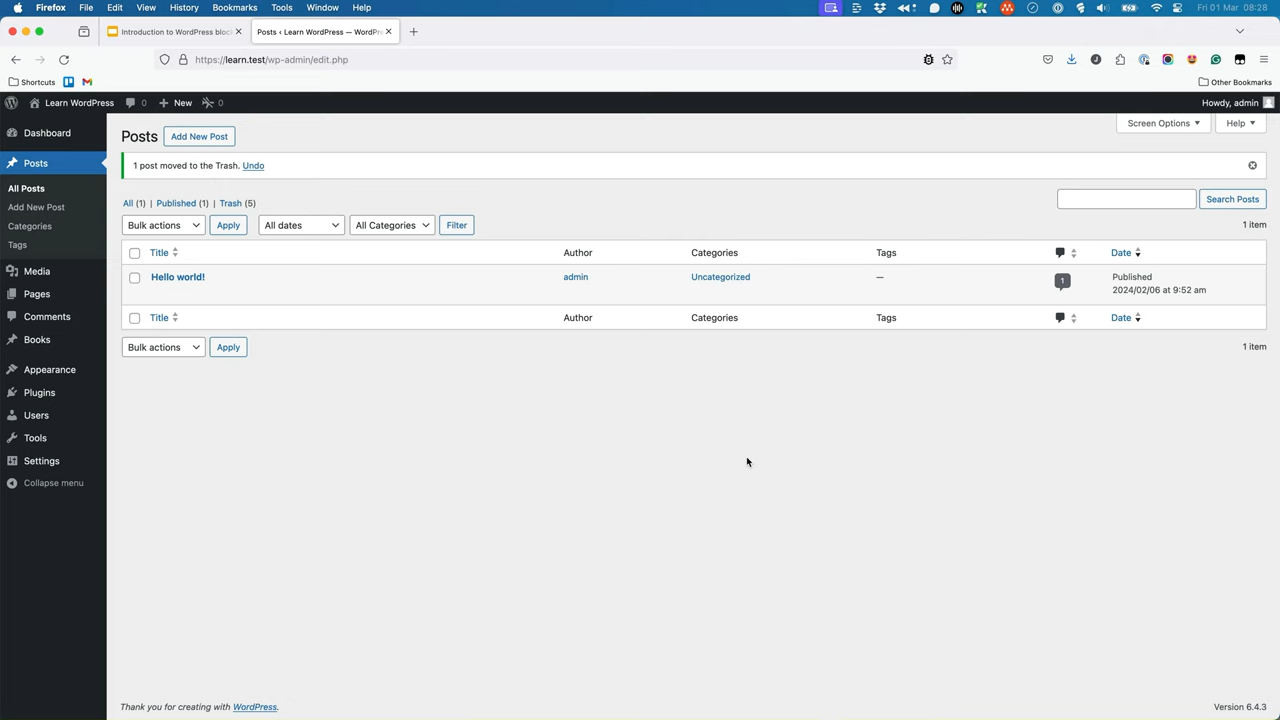 Firefox File Edit View History Bookmarks Tools Window Help Fri 01 Mar 08:28
Introduction to WordPress bloc
Posts ‹ Learn WordPress — WordPr
https://learn.test/wp-admin/edit.php
Shortcuts Other Bookmarks
Learn WordPress 0 New 0 Howdy, admin
Screen Options Help
Dashboard
Posts
All Posts
Add New Post
Categories
Tags
Media
Pages
Comments
Books
Appearance
Plugins
Users
Tools
Settings
Collapse menu
Posts Add New Post
1 post moved to the Trash. Undo
All (1) | Published (1) | Trash (5)
Search Posts
Bulk actions Apply All dates All Categories Filter 1 item
Title Author Categories Tags Date
Hello world! admin Uncategorized — 1 Published
2024/02/06 at 9:52 am
Title Author Categories Tags Date
Bulk actions Apply 1 item
Thank you for creating with WordPress. Version 6.4.3